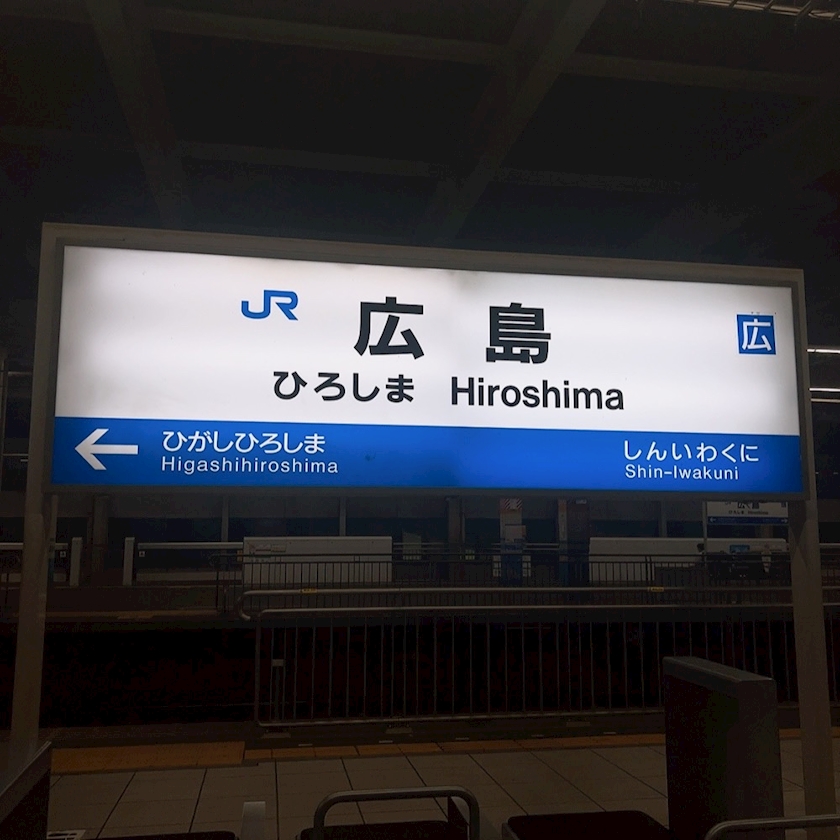 JR
広島
広
ひろしま Hiroshima
ひがしひろしま
Higashihiroshima
しんいわくに
Shin-Iwakuni